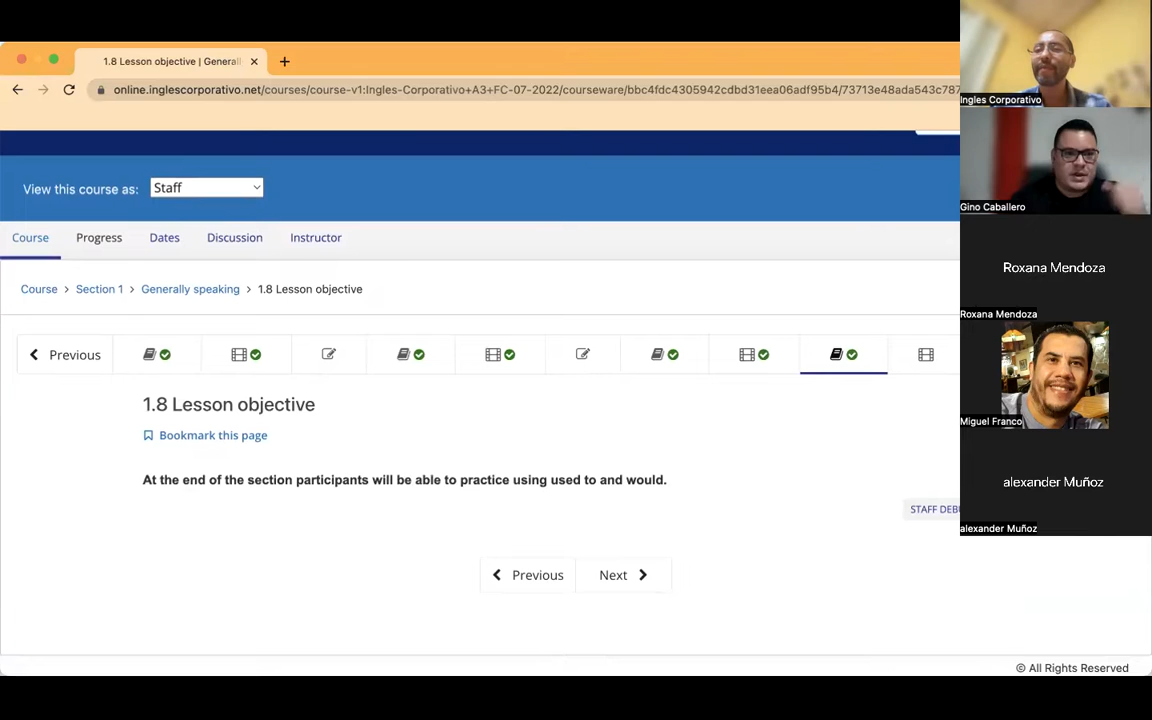 1.8 Lesson objective | General
online.inglescorporativo.net/courses/course-v1:Ingles-Corporativo+A3+FC-07-2022/courseware/bbc4fdc4305942cdbd31eea06adf95b4/73713e48ada543c787
View this course as: Staff
Course Progress Dates Discussion Instructor
Course > Section 1 > Generally speaking > 1.8 Lesson objective
Previous
1.8 Lesson objective
Bookmark this page
At the end of the section participants will be able to practice using used to and would.
STAFF DEBU
Previous Next
© All Rights Reserved
Ingles Corporativo
Gino Caballero
Roxana Mendoza
Roxana Mendoza
Miguel Franco
alexander Muñoz
alexander Muñoz